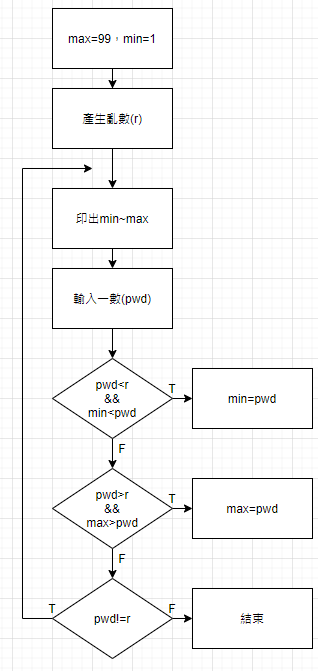 max=99，min=1
產生亂數(r)
印出min~max
輸入一數(pwd)
pwd<r
&&
min<pwd
T
min=pwd
F
pwd>r
&&
max>pwd
T
max=pwd
F
T
pwd!=r
F
結束